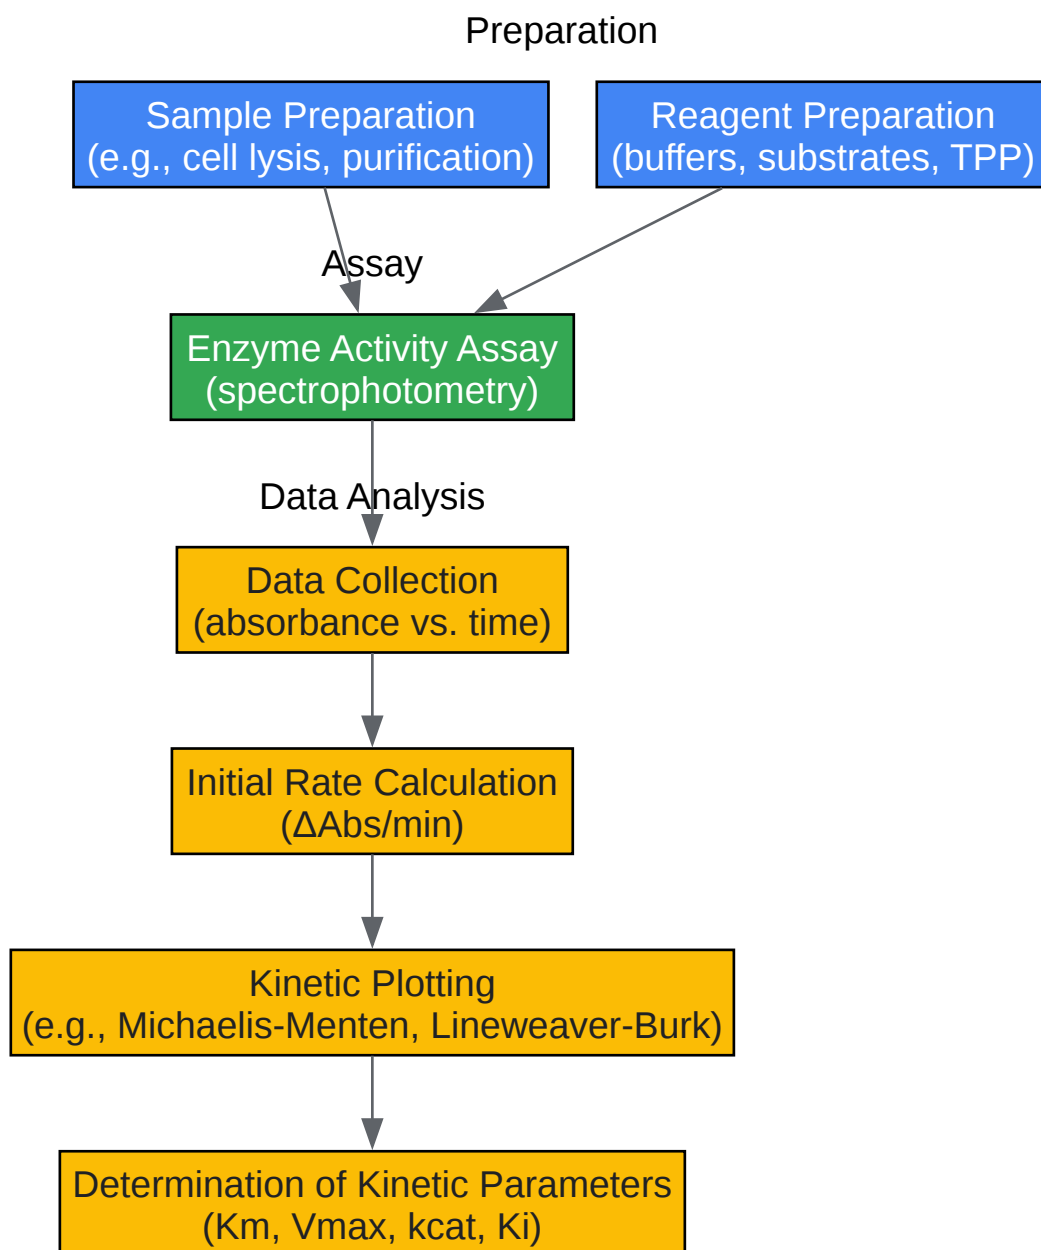 Preparation
Sample Preparation
(e.g., cell lysis, purification)
Reagent Preparation
(buffers, substrates, TPP)
Assay
Enzyme Activity Assay
(spectrophotometry)
Data Analysis
Data Collection
(absorbance vs. time)
Initial Rate Calculation
(ΔAbs/min)
Kinetic Plotting
(e.g., Michaelis-Menten, Lineweaver-Burk)
Determination of Kinetic Parameters
(Km, Vmax, kcat, Ki)